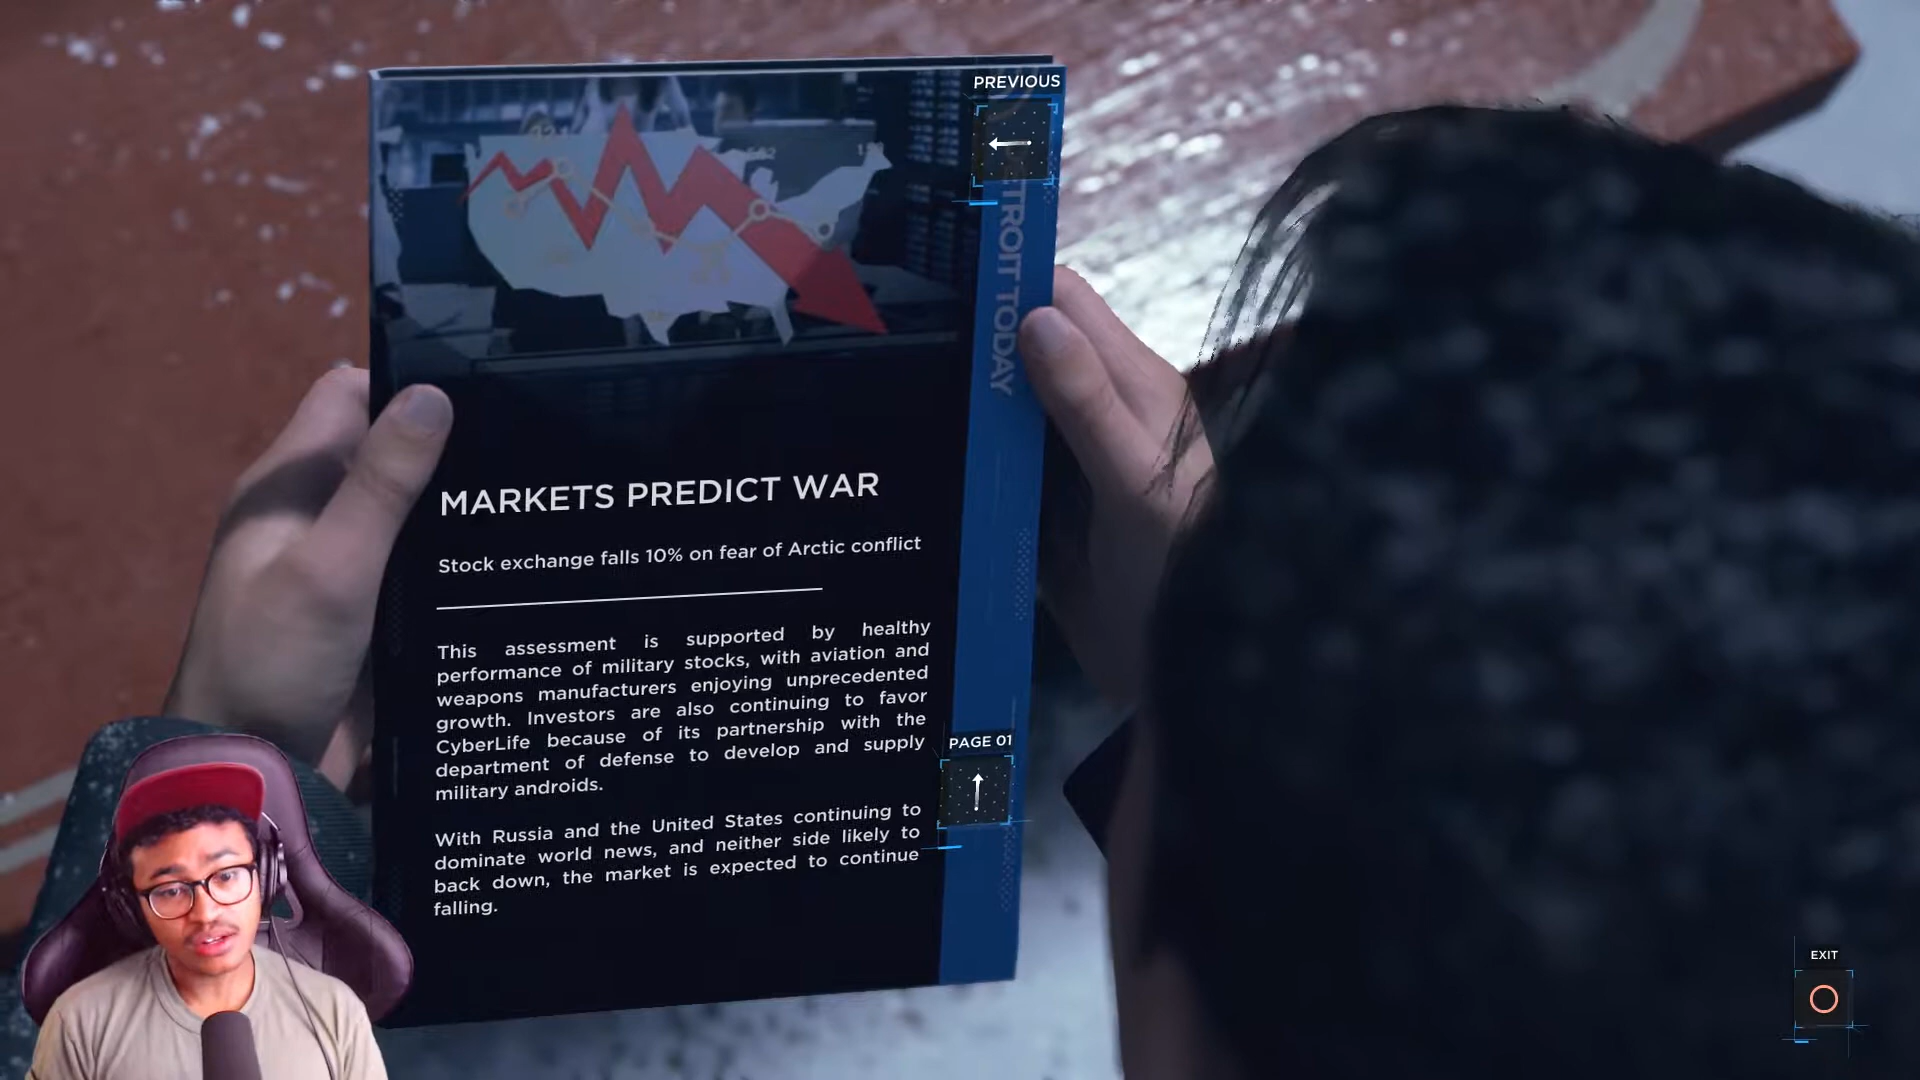 PREVIOUS
TROIT TODAY
MARKETS PREDICT WAR
Stock exchange falls 10% on fear of Arctic conflict
This assessment is supported by healthy
performance of military stocks, with aviation and
weapons manufacturers enjoying unprecedented
growth. Investors are also continuing to favor
CyberLife because of its partnership with the
department of defense to develop and supply
military androids.
With Russia and the United States continuing to
dominate world news, and neither side likely to
back down, the market is expected to continue
falling.
PAGE 01
EXIT